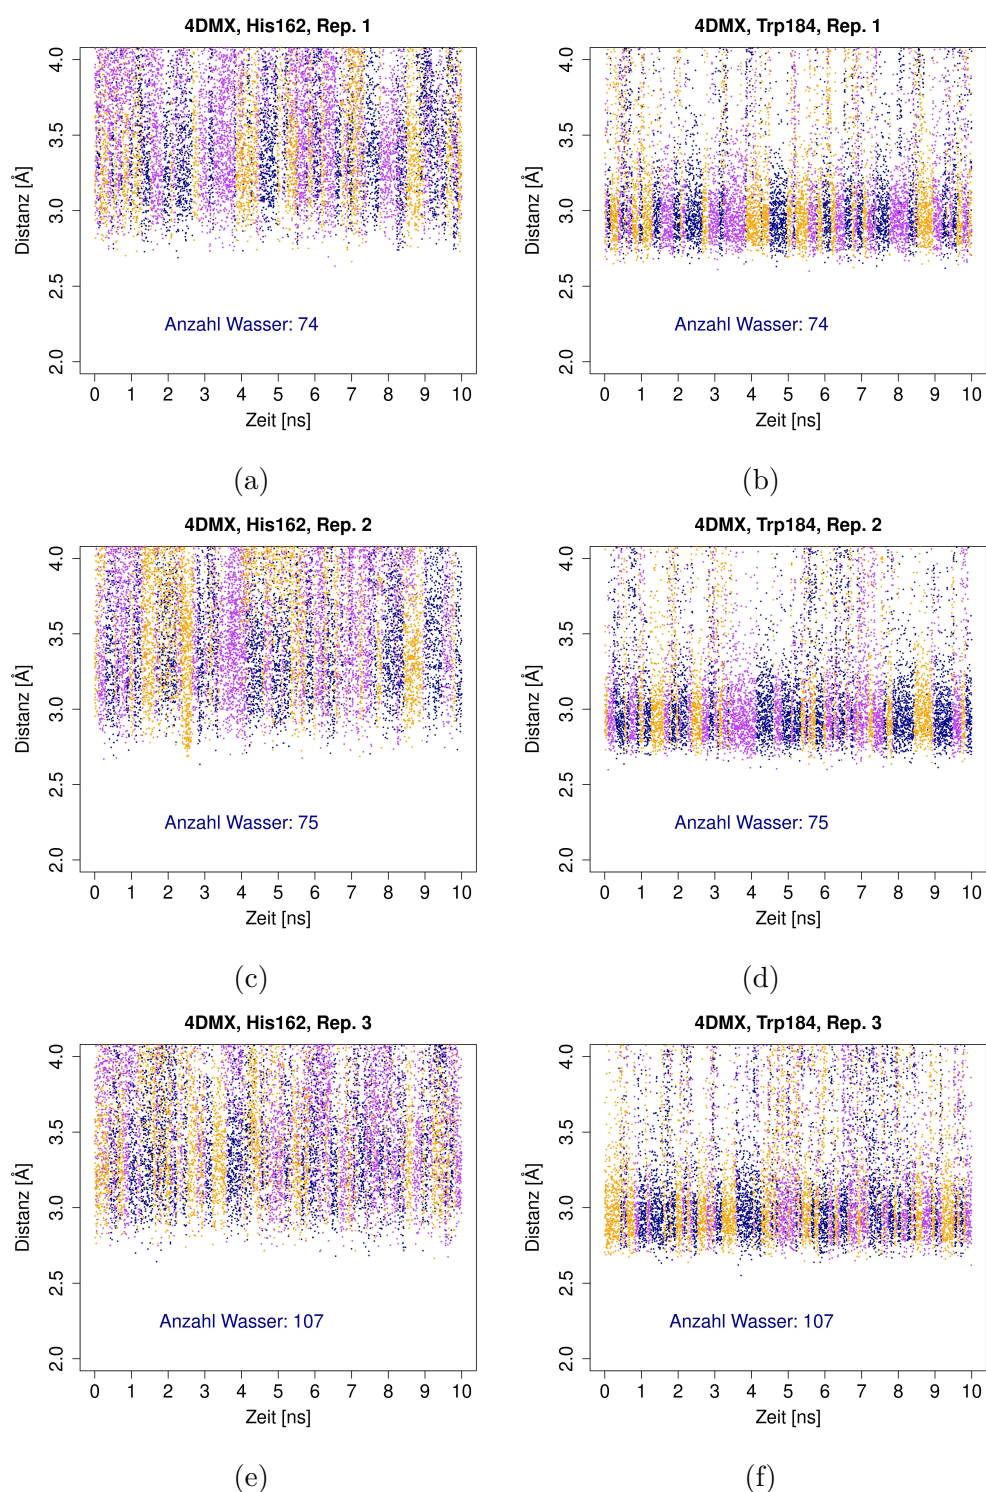 4DMX, His162, Rep. 1
4DMX, Trp184, Rep. 1
Distanz [Å]
4.0
3.5
3.0
2.5
2.0
Anzahl Wasser: 74
0 1 2 3 4 5 6 7 8 9 10
Zeit [ns]
(a)
Distanz [Å]
4.0
3.5
3.0
2.5
2.0
Anzahl Wasser: 74
0 1 2 3 4 5 6 7 8 9 10
Zeit [ns]
(b)
4DMX, His162, Rep. 2
4DMX, Trp184, Rep. 2
Distanz [Å]
4.0
3.5
3.0
2.5
2.0
Anzahl Wasser: 75
0 1 2 3 4 5 6 7 8 9 10
Zeit [ns]
(c)
Distanz [Å]
4.0
3.5
3.0
2.5
2.0
Anzahl Wasser: 75
0 1 2 3 4 5 6 7 8 9 10
Zeit [ns]
(d)
4DMX, His162, Rep. 3
4DMX, Trp184, Rep. 3
Distanz [Å]
4.0
3.5
3.0
2.5
2.0
Anzahl Wasser: 107
0 1 2 3 4 5 6 7 8 9 10
Zeit [ns]
(e)
Distanz [Å]
4.0
3.5
3.0
2.5
2.0
Anzahl Wasser: 107
0 1 2 3 4 5 6 7 8 9 10
Zeit [ns]
(f)